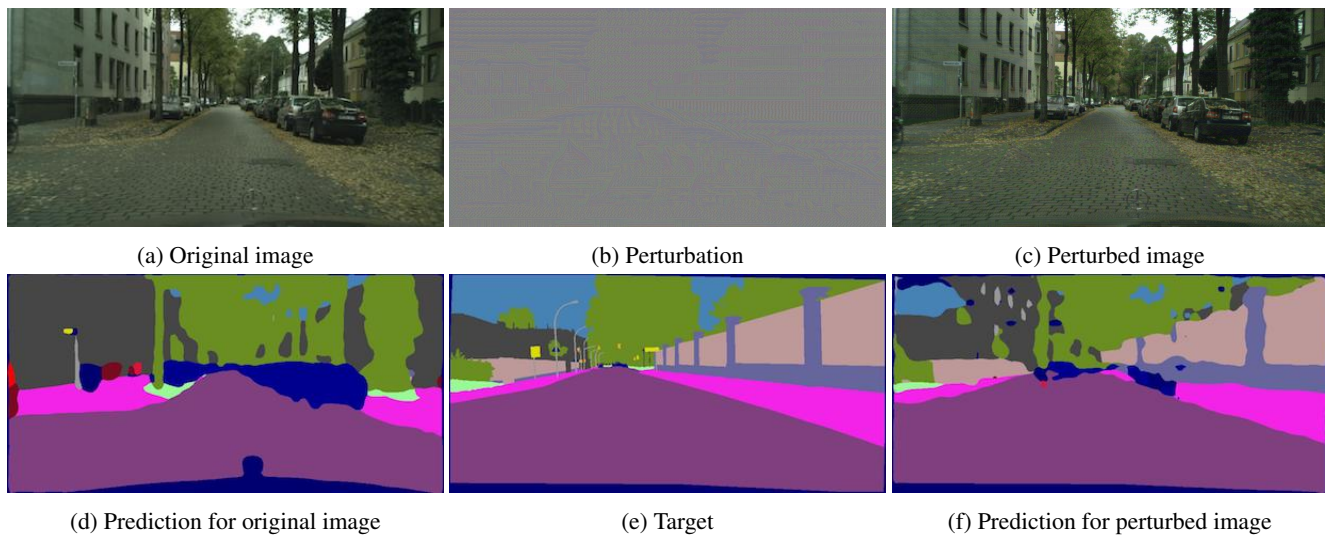 (a) Original image
(b) Perturbation
(c) Perturbed image
(d) Prediction for original image
(e) Target
(f) Prediction for perturbed image